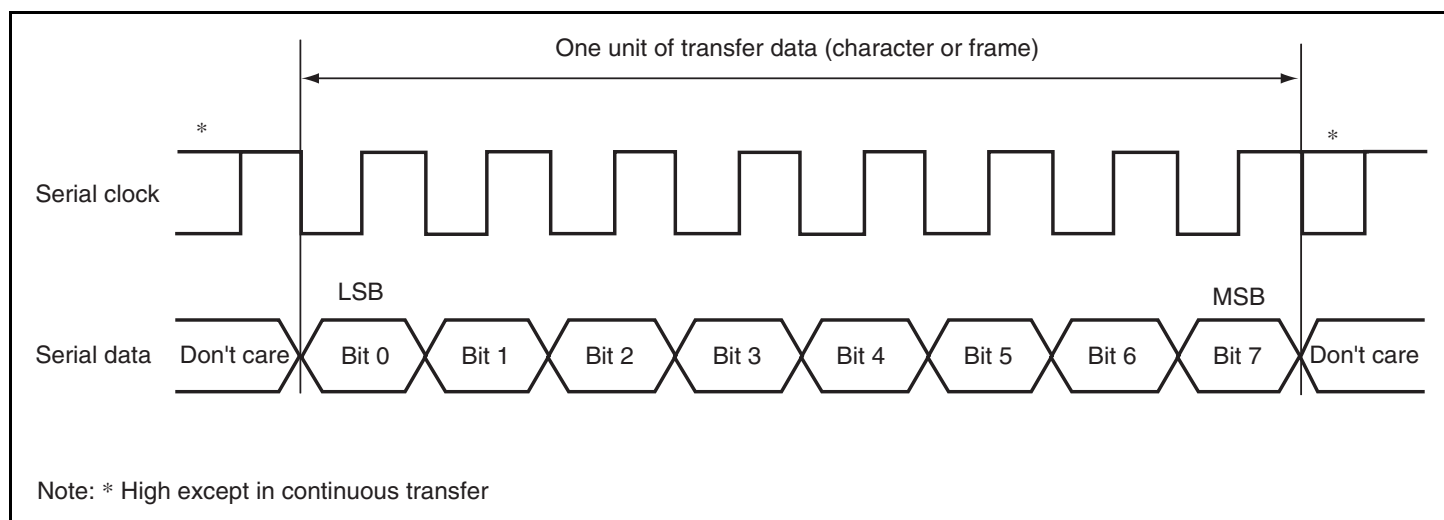 One unit of transfer data (character or frame)
* *
Serial clock
LSB MSB
Serial data Don't care Bit 0 Bit 1 Bit 2 Bit 3 Bit 4 Bit 5 Bit 6 Bit 7 Don't care
Note: * High except in continuous transfer